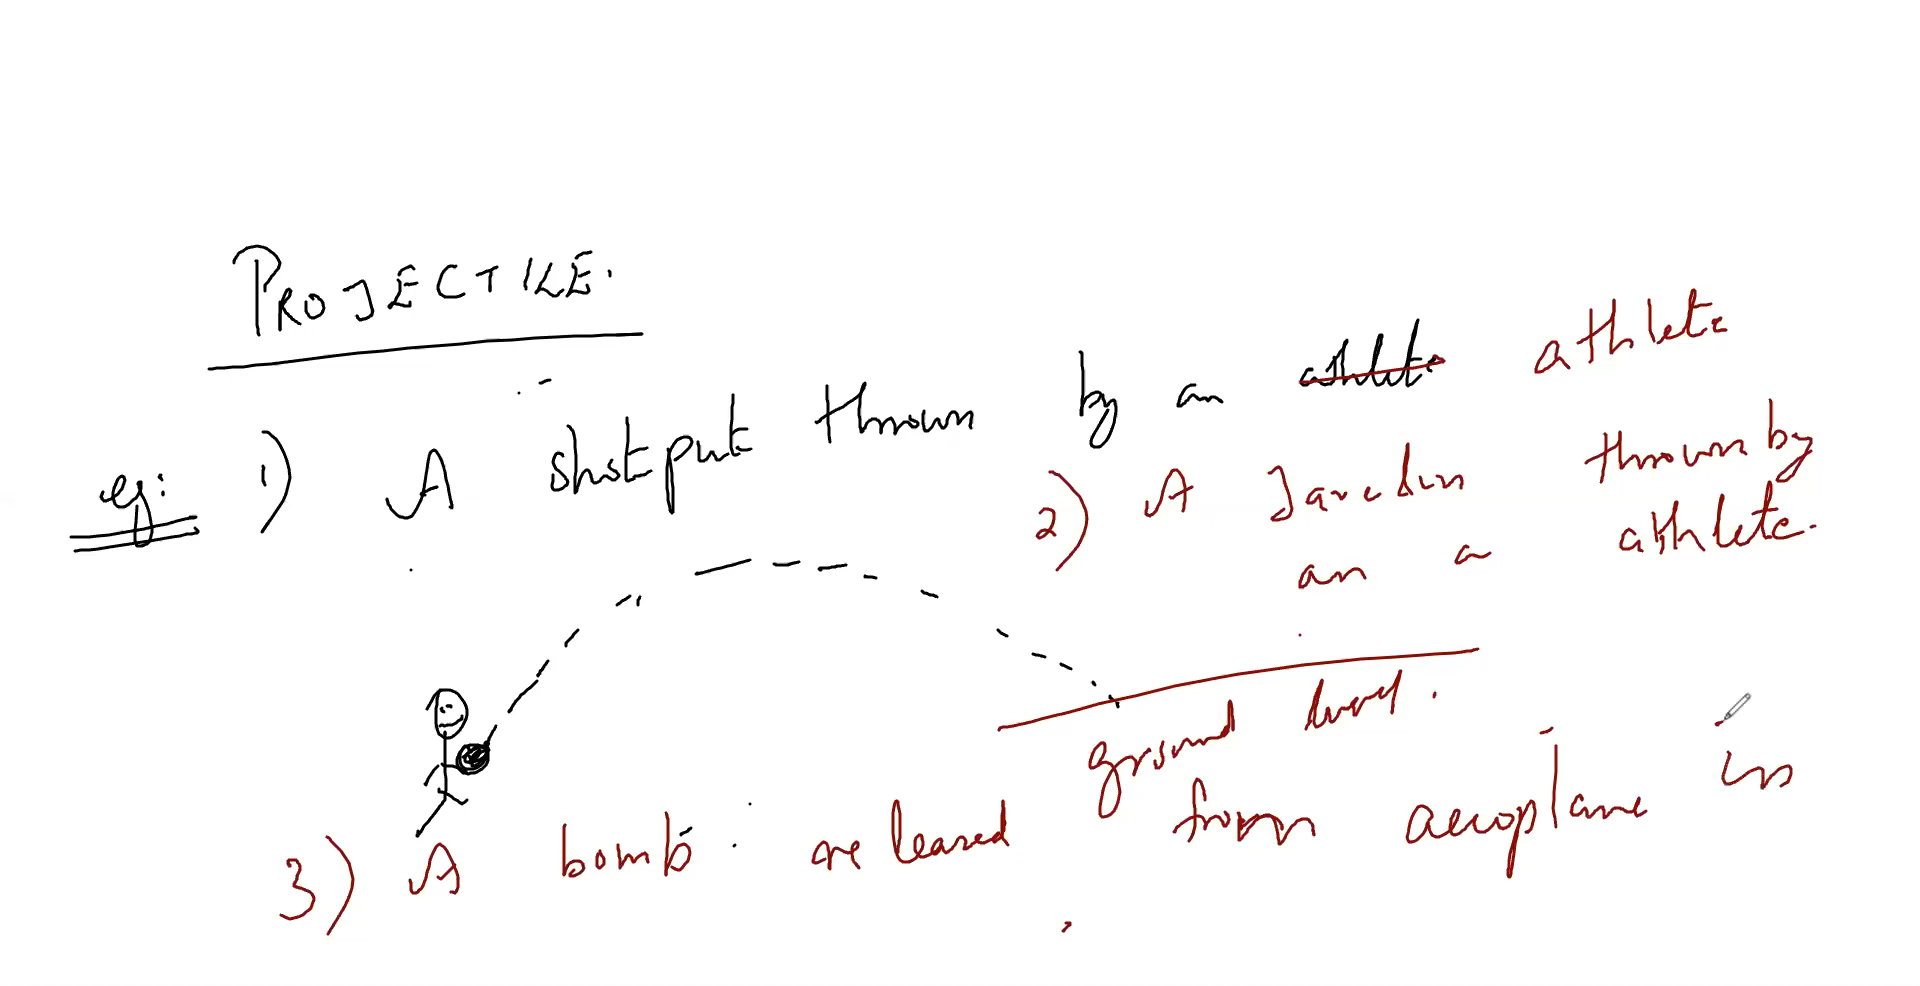 PROJECTILE.
eg: 1) A shotput thrown by an athlete athlete
2) A Javelin thrown by
an a athlete.
ground level.
3) A bomb released from aeroplane in